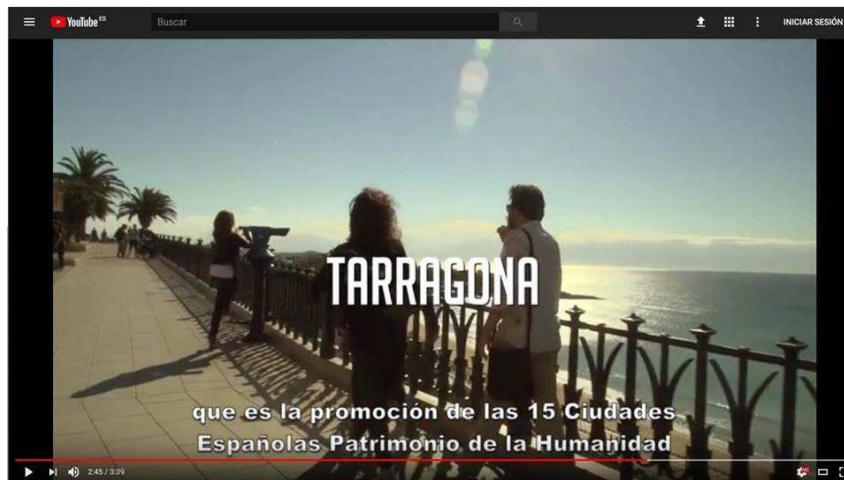 YouTube ES
Buscar
INICIAR SESIÓN
TARRAGONA
que es la promoción de las 15 Ciudades
Españolas Patrimonio de la Humanidad
2:45 / 3:39
HD